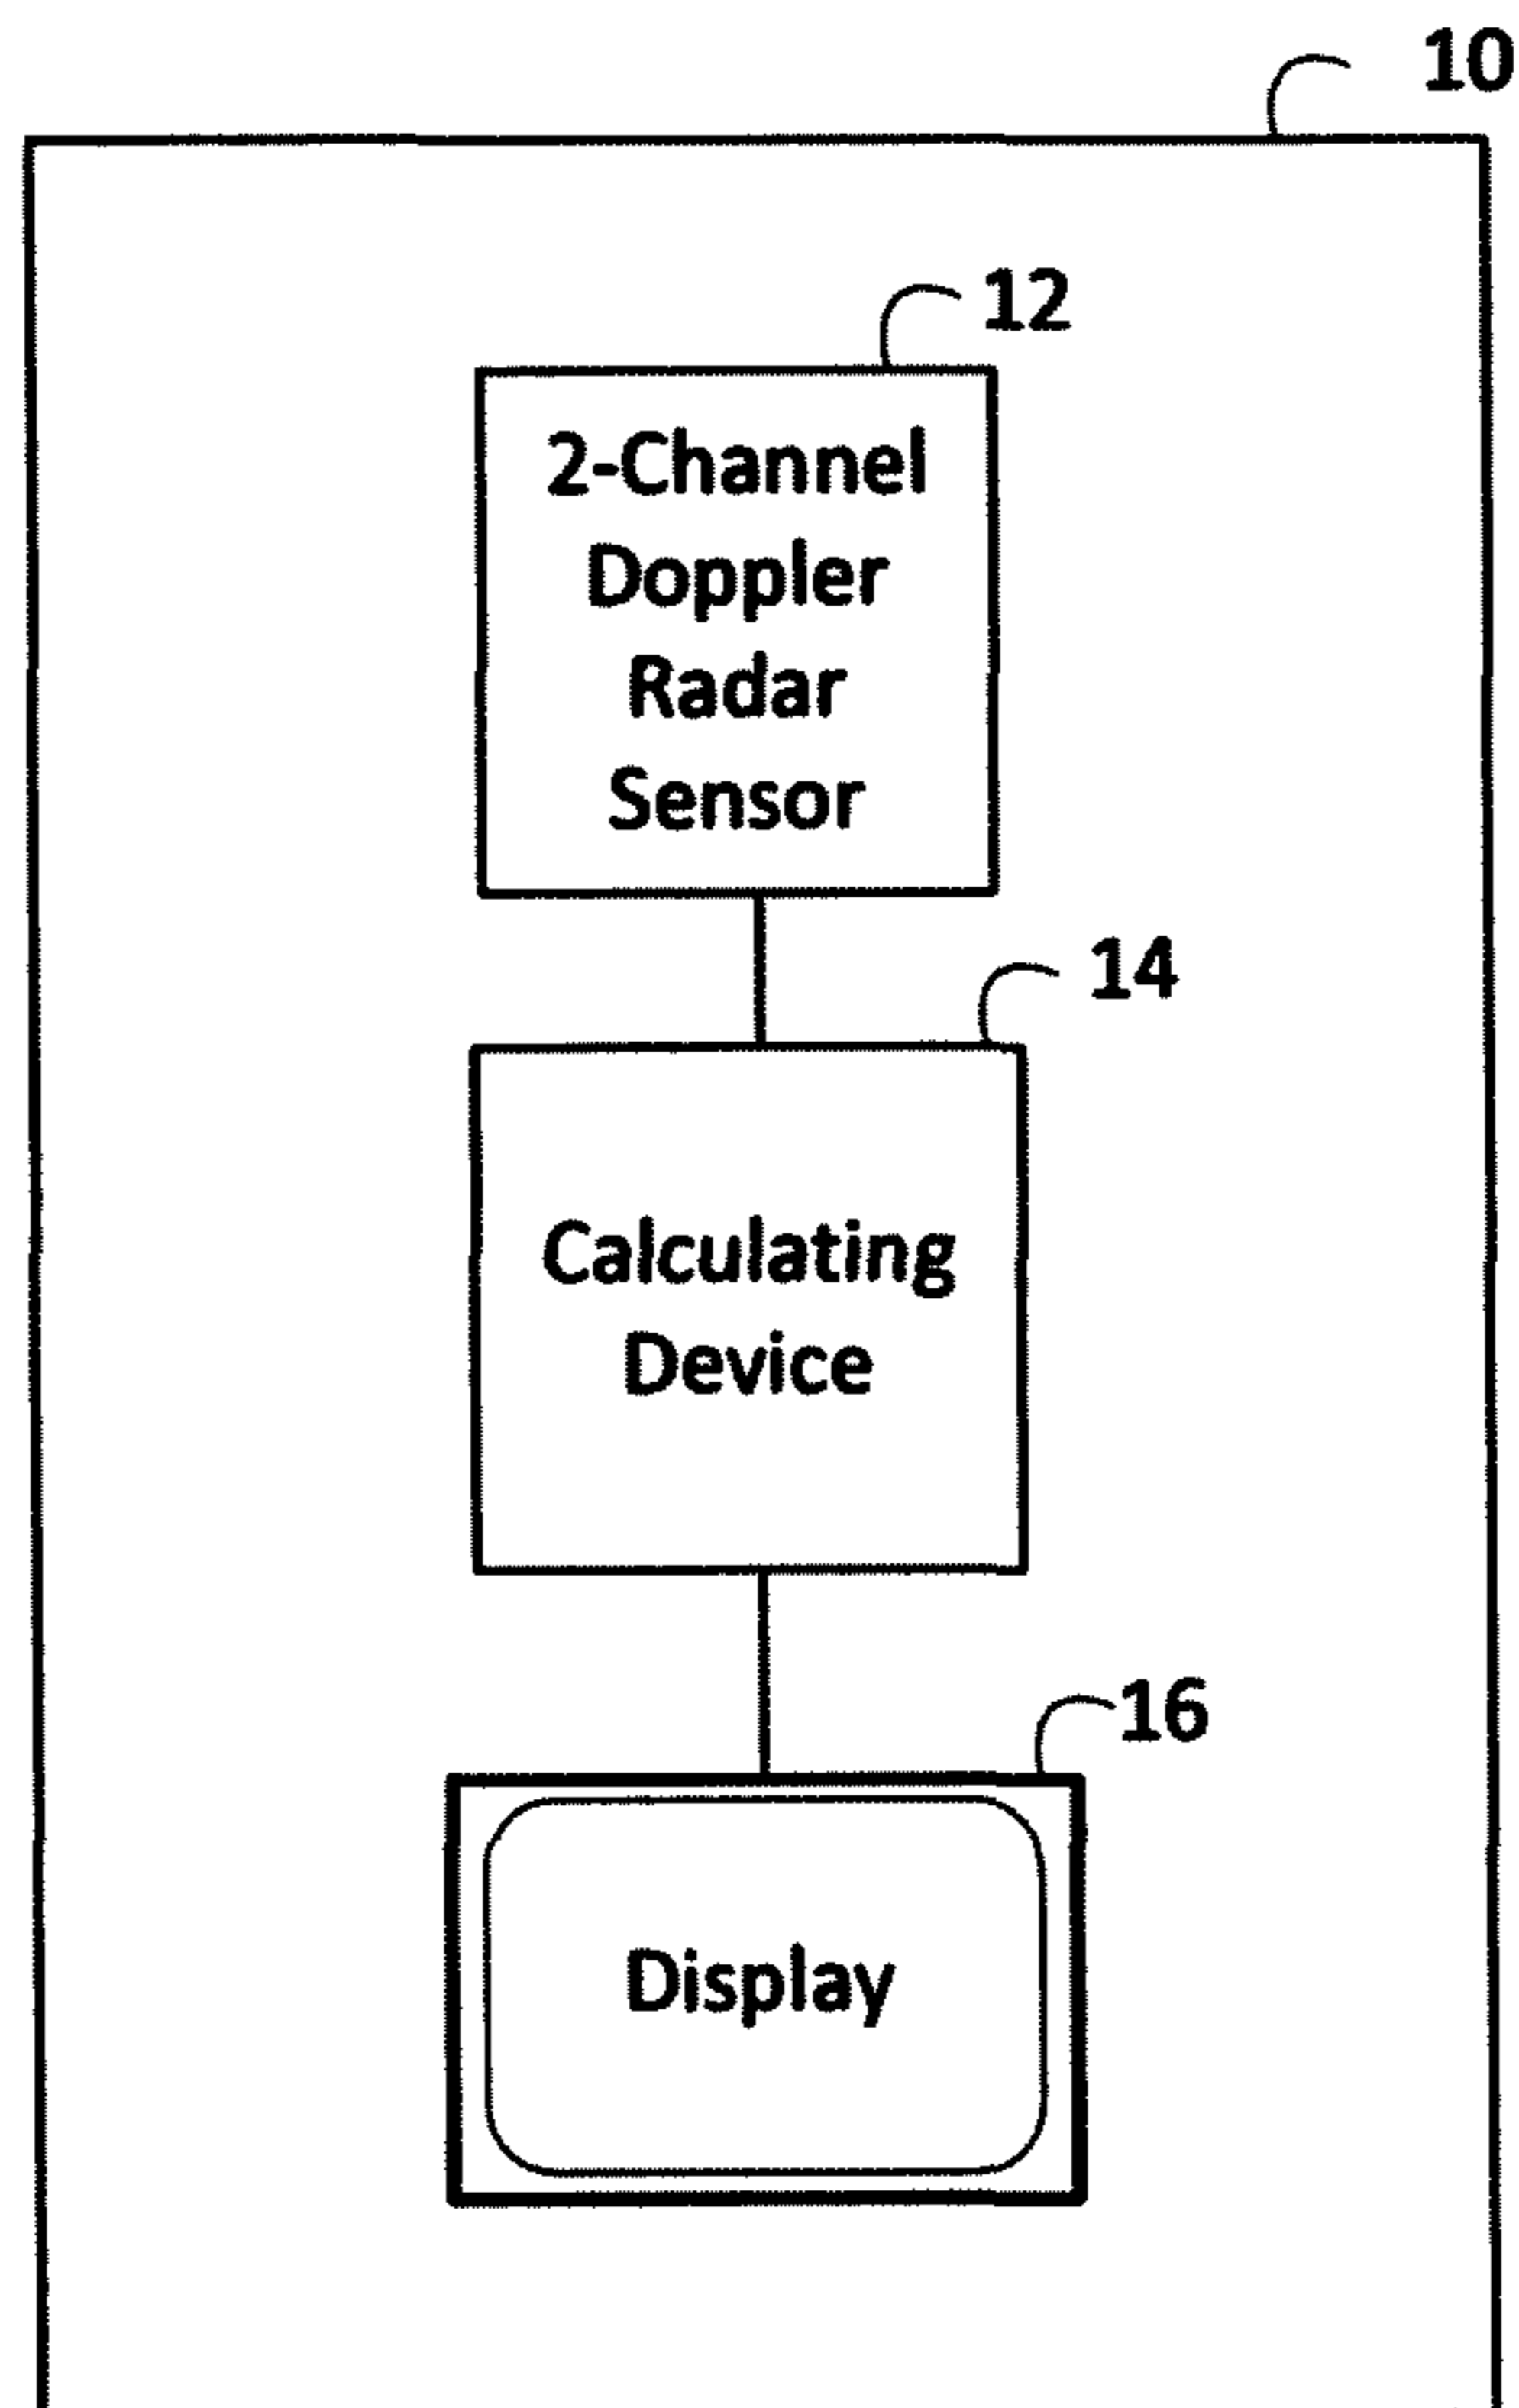 10
12
2-Channel
Doppler
Radar
Sensor
14
Calculating
Device
16
Display